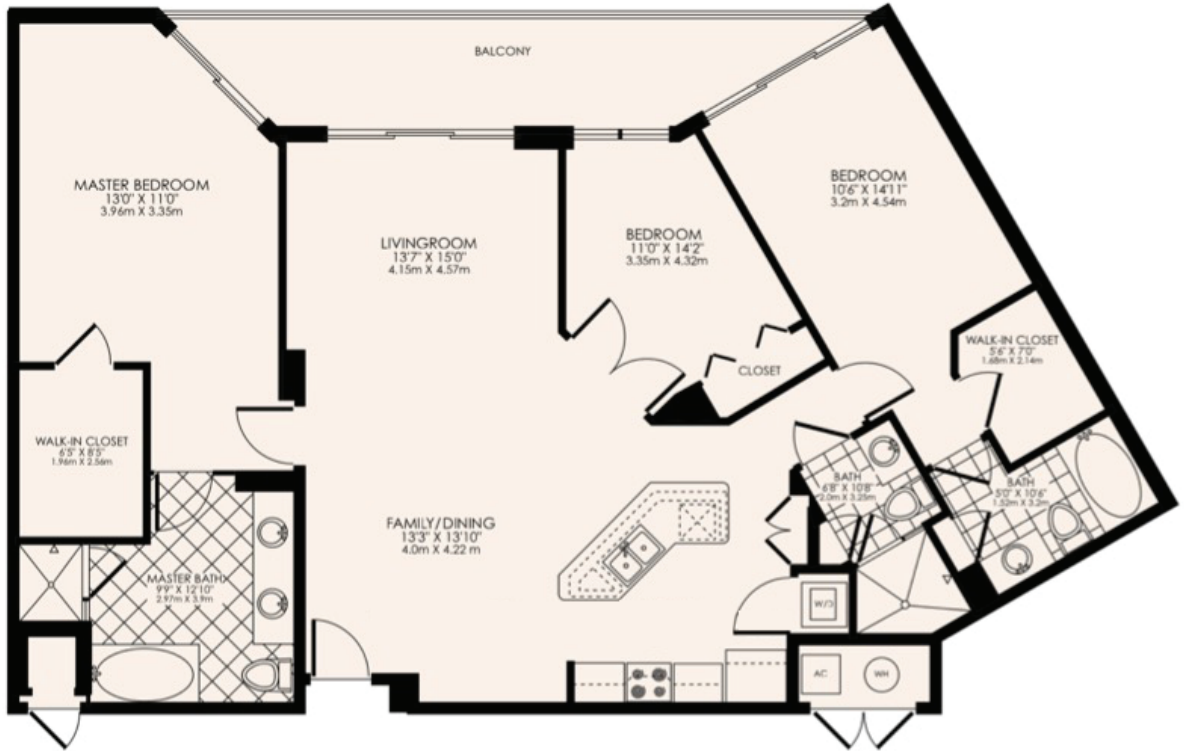 BALCONY
MASTER BEDROOM
13'0" X 11'0"
3.96m X 3.35m
LIVINGROOM
13'7" X 15'0"
4.15m X 4.57m
BEDROOM
11'0" X 14'2"
3.35m X 4.32m
BEDROOM
10'6" X 14'11"
3.2m X 4.54m
WALK-IN CLOSET
5'6" X 7'0"
1.68m X 2.14m
CLOSET
WALK-IN CLOSET
6'5" X 8'5"
1.96m X 2.56m
BATH
6'8" X 10'8"
2.0m X 3.25m
BATH
5'0" X 10'6"
1.52m X 3.2m
FAMILY/DINING
13'3" X 13'10"
4.0m X 4.22 m
MASTER BATH
9'9" X 12'10"
2.97m X 3.9m
W/D
AC
WH